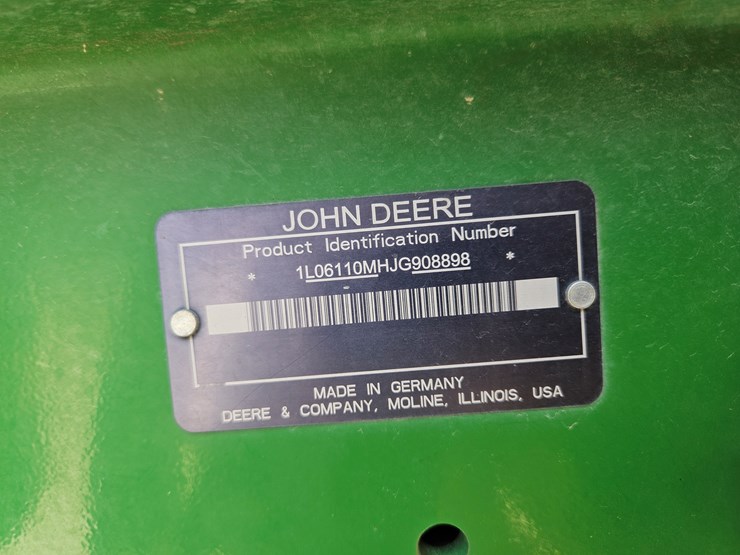 JOHN DEERE
Product Identification Number
* 1L06110MHJG908898 *
MADE IN GERMANY
DEERE & COMPANY, MOLINE, ILLINOIS, USA